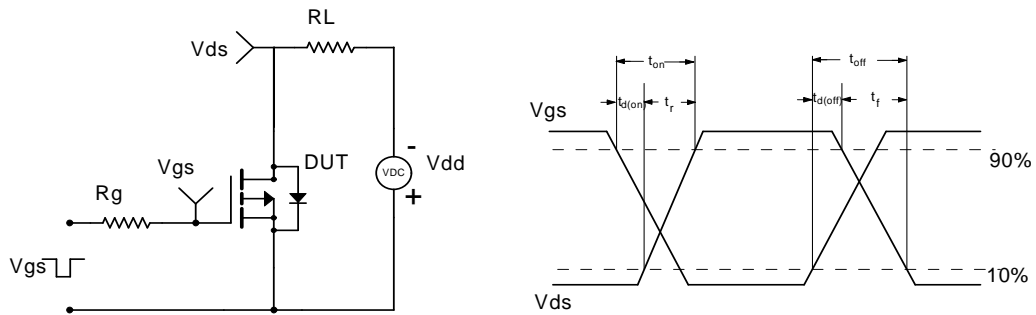 RL
Vds
Vgs
DUT
Rg
VDC
-
+
Vdd
Vgs
ton
toff
td(on)
tr
td(off)
tf
Vgs
90%
10%
Vds